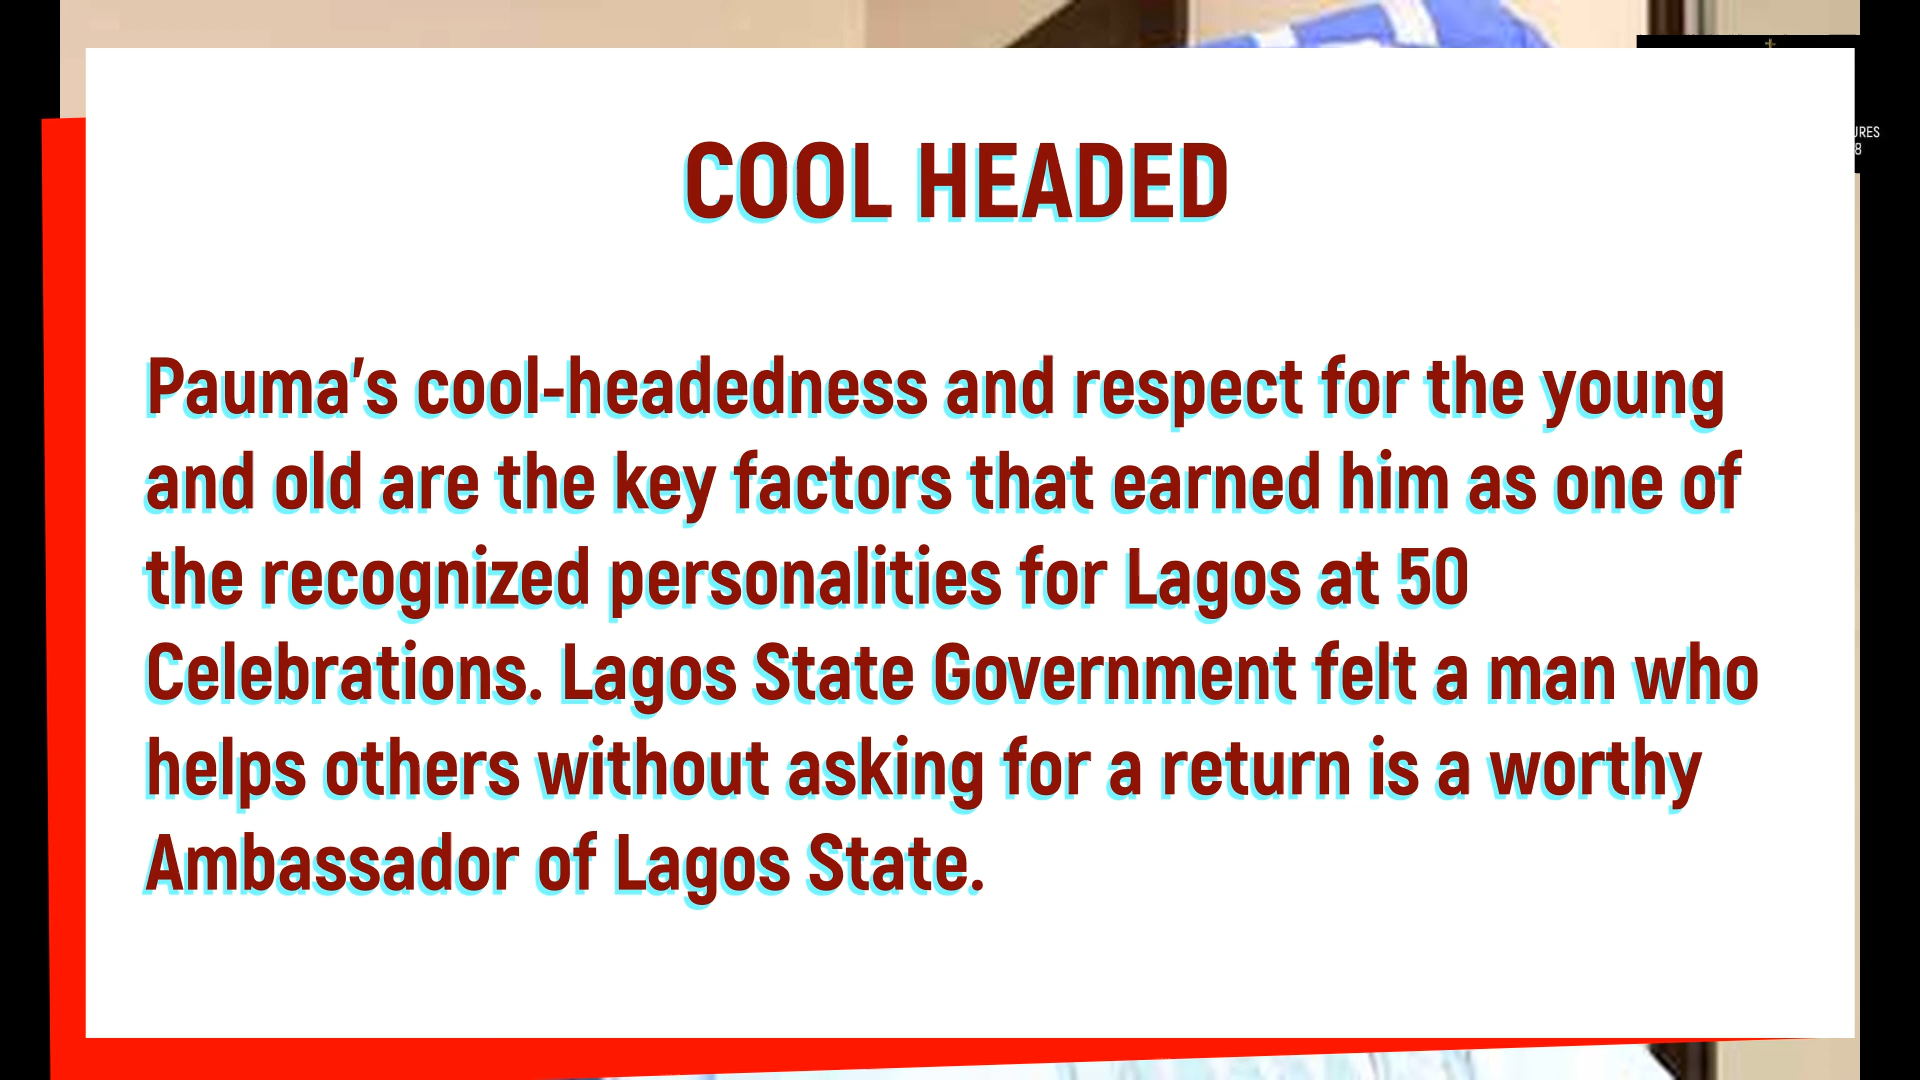 COOL HEADED
Pauma's cool-headedness and respect for the young
and old are the key factors that earned him as one of
the recognized personalities for Lagos at 50
Celebrations. Lagos State Government felt a man who
helps others without asking for a return is a worthy
Ambassador of Lagos State.